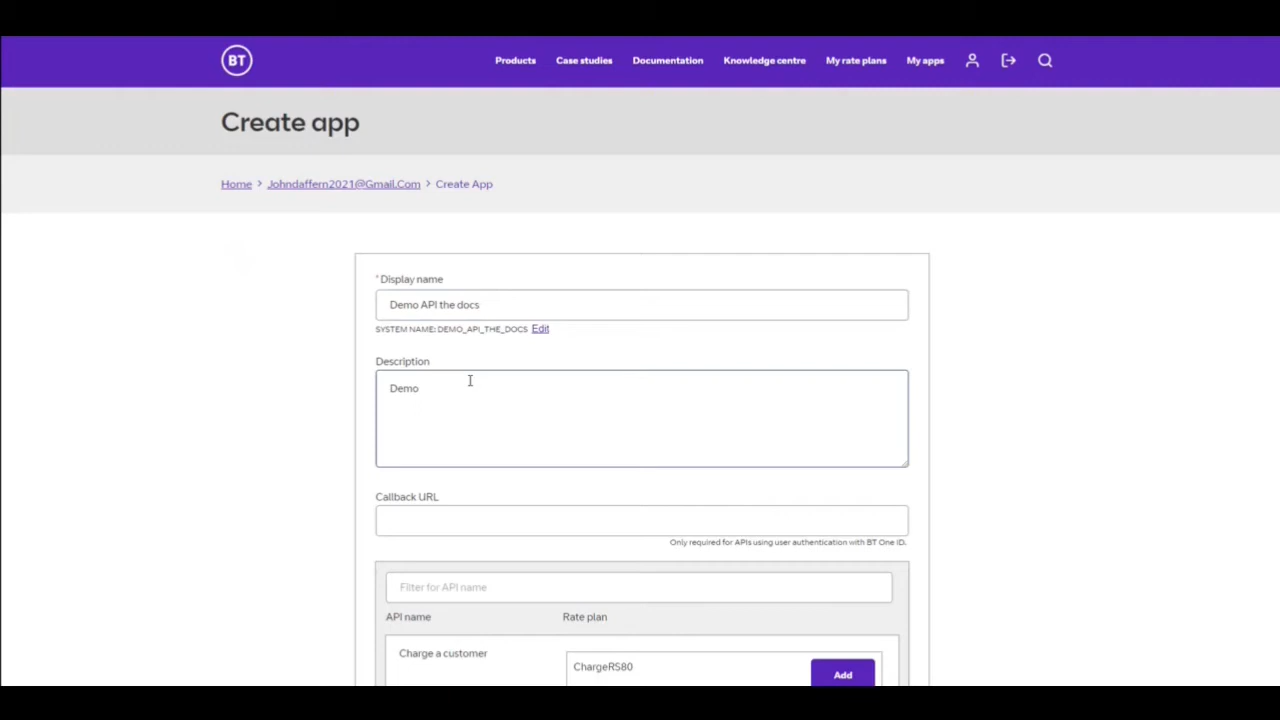 BT
Products Case studies Documentation Knowledge centre My rate plans My apps
Create app
Home > Johndaffern2021@Gmail.Com > Create App
*Display name
Demo API the docs
SYSTEM NAME: DEMO_API_THE_DOCS Edit
Description
Demo
Callback URL
Only required for APIs using user authentication with BT One ID.
Filter for API name
API name Rate plan
Charge a customer
ChargeRS80 Add